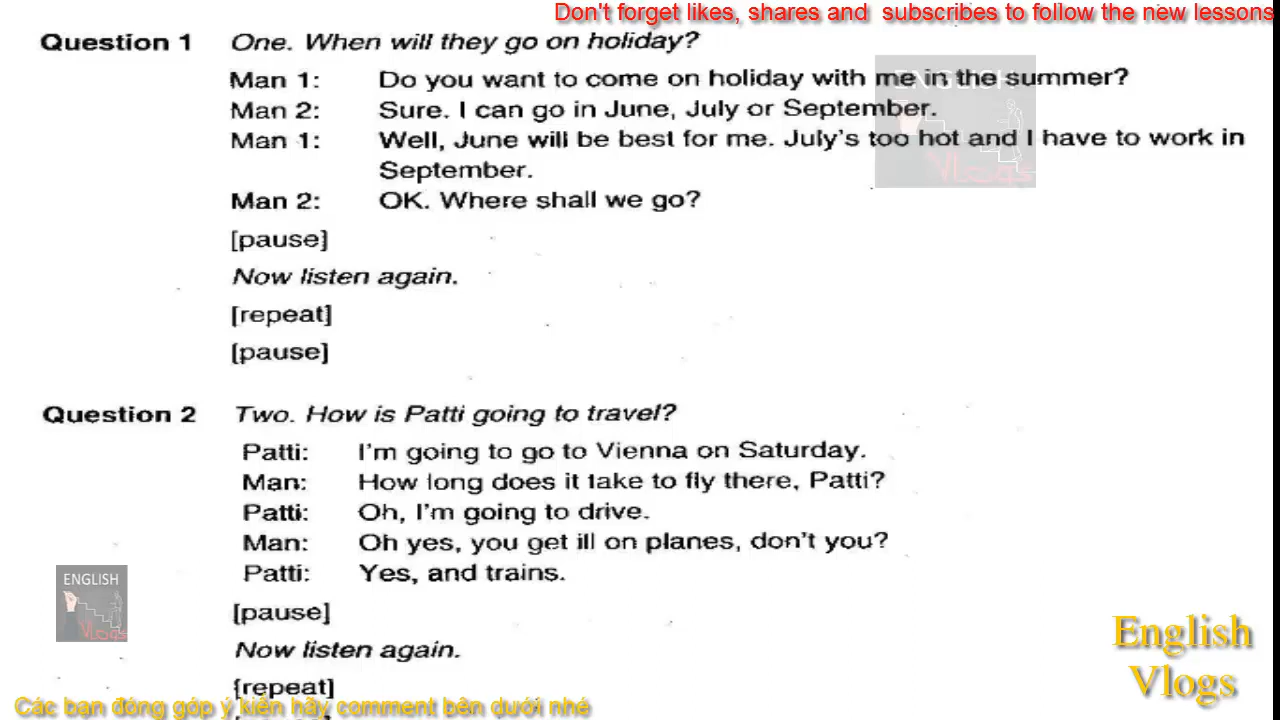 Don't forget likes, shares and  subscribes to follow the new lessons
Question 1 One. When will they go on holiday?
Man 1: Do you want to come on holiday with me in the summer?
Man 2: Sure. I can go in June, July or September.
Man 1: Well, June will be best for me. July's too hot and I have to work in
September.
Man 2: OK. Where shall we go?
[pause]
Now listen again.
[repeat]
[pause]
Question 2 Two. How is Patti going to travel?
Patti: I'm going to go to Vienna on Saturday.
Man: How long does it take to fly there, Patti?
Patti: Oh, I'm going to drive.
Man: Oh yes, you get ill on planes, don't you?
Patti: Yes, and trains.
[pause]
Now listen again.
[repeat]
ENGLISH
Vlogs
ENGLISH
Vlogs
English
Vlogs
Các bạn đóng góp ý kiến hãy comment bên dưới nhé